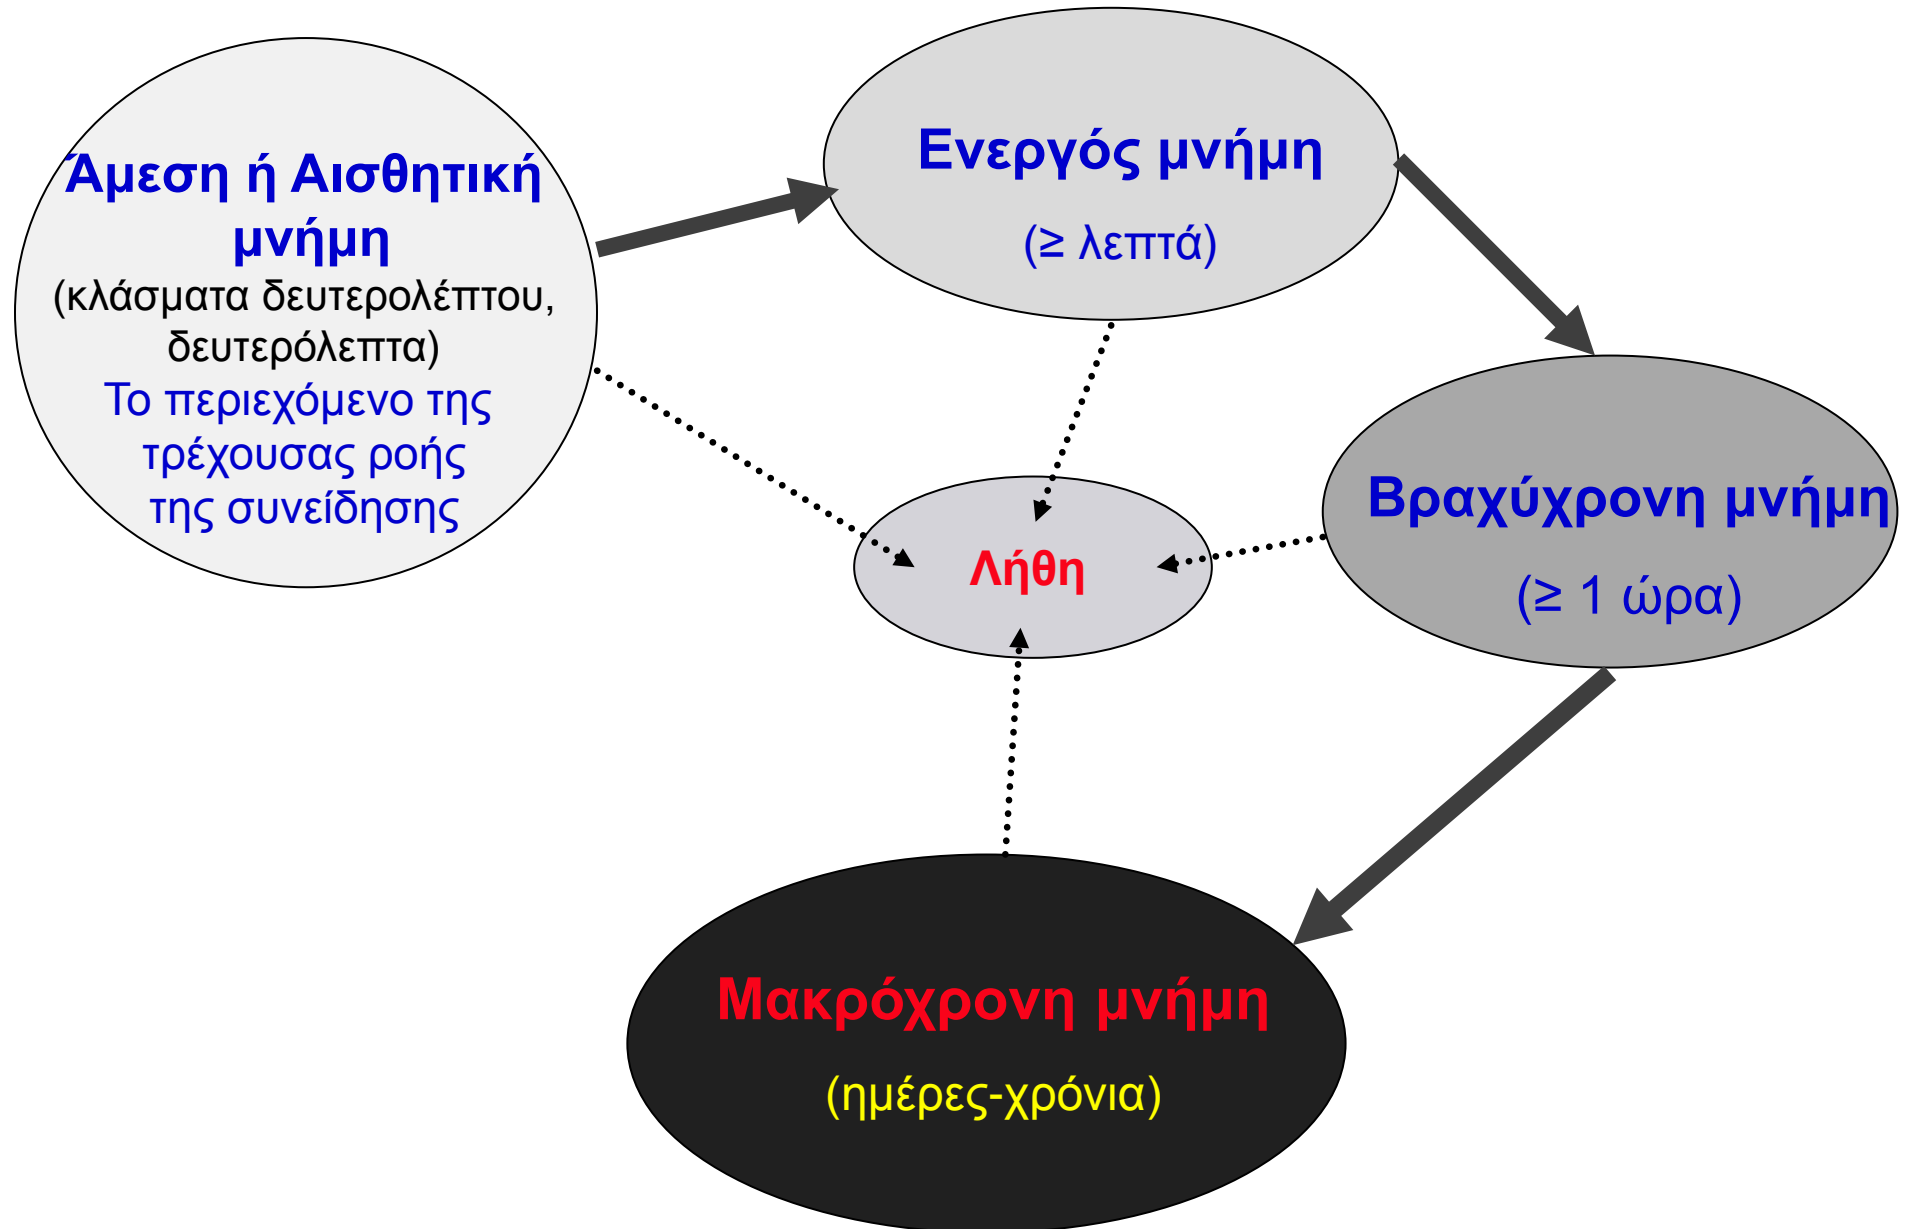 Άμεση ή Αισθητική
μνήμη
(κλάσματα δευτερολέπτου,
δευτερόλεπτα)
Το περιεχόμενο της
τρέχουσας ροής
της συνείδησης
Ενεργός μνήμη
(≥ λεπτά)
Βραχύχρονη μνήμη
(≥ 1 ώρα)
Λήθη
Μακρόχρονη μνήμη
(ημέρες-χρόνια)